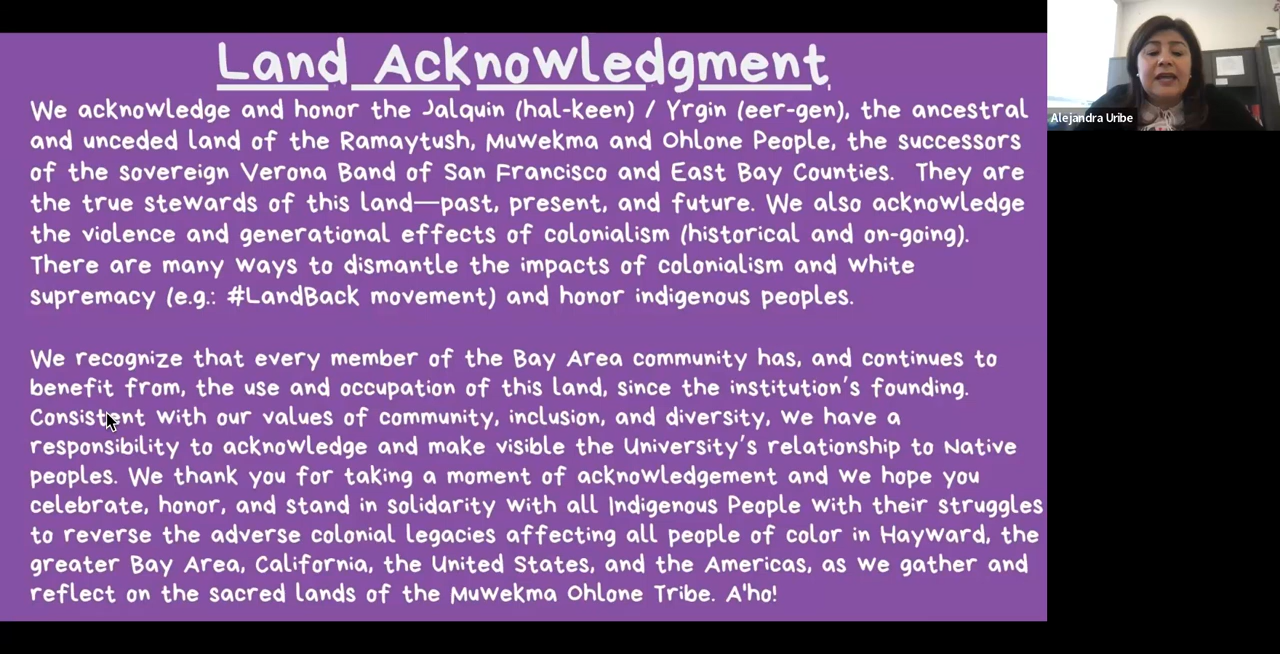 Land Acknowledgment
We acknowledge and honor the Jalquin (hal-keen) / Yrgin (eer-gen), the ancestral
and unceded land of the Ramaytush, Muwekma and Ohlone People, the successors
of the sovereign Verona Band of San Francisco and East Bay Counties. They are
the true stewards of this land—past, present, and future. We also acknowledge
the violence and generational effects of colonialism (historical and on-going).
There are many ways to dismantle the impacts of colonialism and white
supremacy (e.g.: #LandBack movement) and honor indigenous peoples.
We recognize that every member of the Bay Area community has, and continues to
benefit from, the use and occupation of this land, since the institution's founding.
Consistent with our values of community, inclusion, and diversity, we have a
responsibility to acknowledge and make visible the University's relationship to Native
peoples. We thank you for taking a moment of acknowledgement and we hope you
celebrate, honor, and stand in solidarity with all Indigenous People with their struggles
to reverse the adverse colonial legacies affecting all people of color in Hayward, the
greater Bay Area, California, the United States, and the Americas, as we gather and
reflect on the sacred lands of the Muwekma Ohlone Tribe. A'ho!
Alejandra Uribe